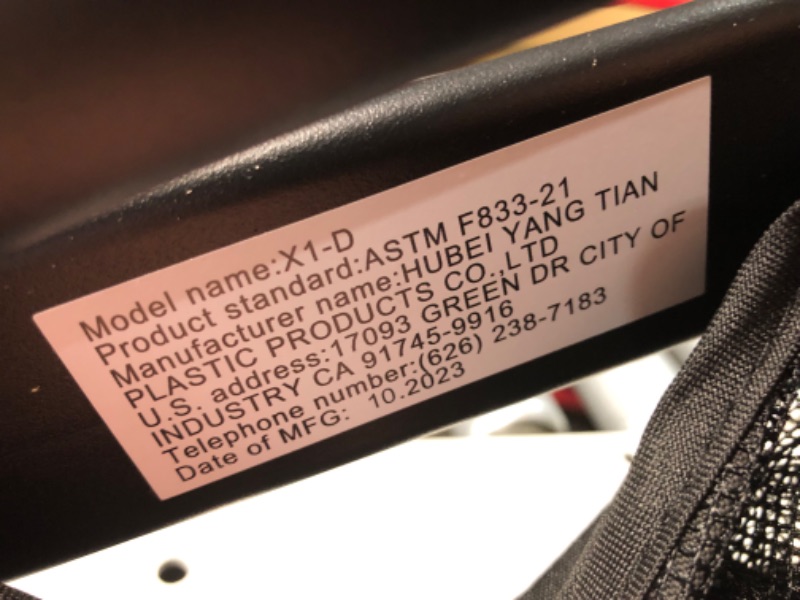 Model name:X1-D
Product standard:ASTM F833-21
Manufacturer name:HUBEI YANG TIAN
PLASTIC PRODUCTS CO.,LTD
U.S. address:17093 GREEN DR CITY OF
INDUSTRY CA 91745-9916
Telephone number:(626) 238-7183
Date of MFG: 10.2023